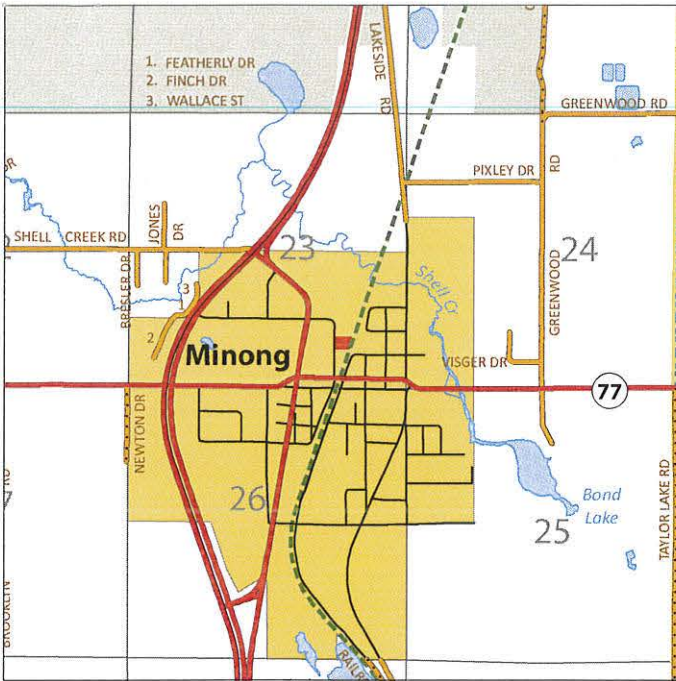 1. FEATHERLY DR
2. FINCH DR
3, WALLACE ST
LAKESIDE RD
GREENWOOD RD
PIXLEY DR
RD
SHELL CREEK RD
JONES DR
23
24
GREENWOOD
BRESLER DR
3
2
Shell Cr
Minong
VISGER DR
77
NEWTON DR
26
25
Bond
Lake
TAYLOR LAKE RD
BROOKLYN
RD
7